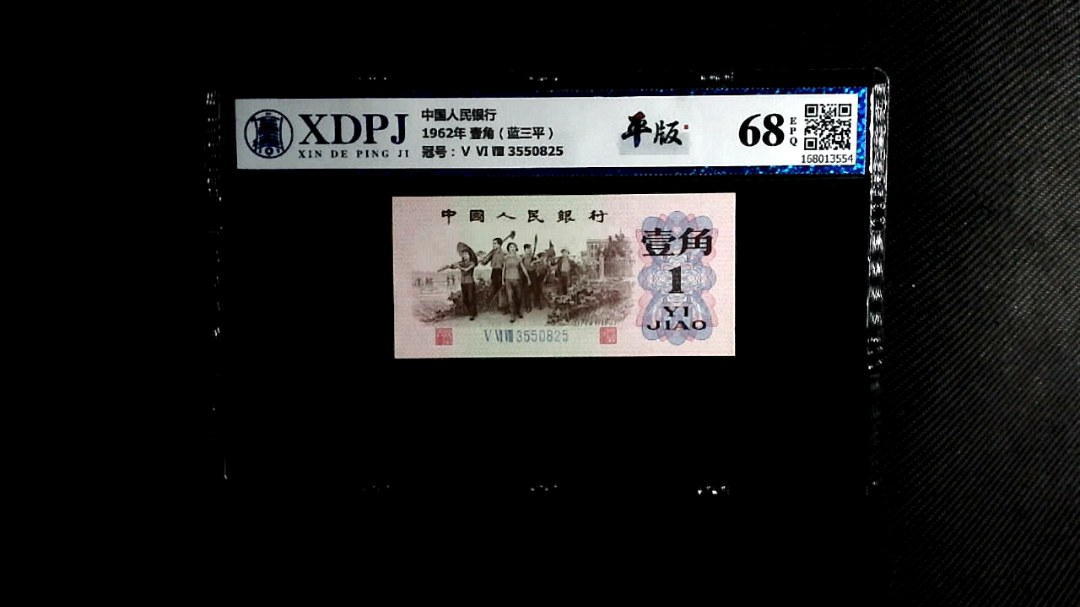 XDPJ
XIN DE PING JI
中国人民银行
1962年 壹角（蓝三平）
冠号：Ⅴ Ⅵ Ⅷ 3550825
平版
68
EPQ
168013554
中國人民銀行
壹角
1
YI
JIAO
Ⅴ Ⅵ Ⅷ 3550825